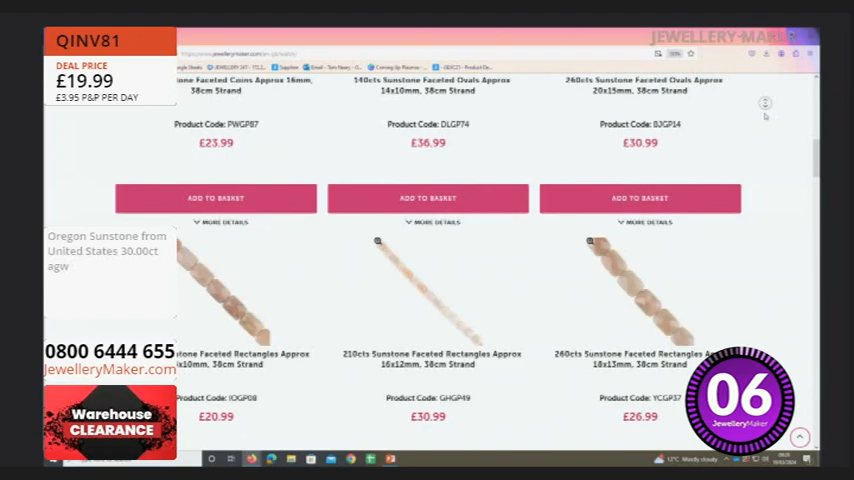 QINV81
DEAL PRICE
£19.99
£3.95 P&P PER DAY
JEWELLERY-MAKER
stone Faceted Coins Approx 16mm,
38cm Strand
Product Code: PWGP87
£23.99
140cts Sunstone Faceted Ovals Approx
14x10mm, 38cm Strand
Product Code: DLGP74
£36.99
260cts Sunstone Faceted Ovals Approx
20x15mm, 38cm Strand
Product Code: BJGP14
£30.99
ADD TO BASKET
ADD TO BASKET
ADD TO BASKET
MORE DETAILS
MORE DETAILS
MORE DETAILS
Oregon Sunstone from
United States 30.00ct
agw
stone Faceted Rectangles Approx
x10mm, 38cm Strand
Product Code: IOGP08
£20.99
210cts Sunstone Faceted Rectangles Approx
16x12mm, 38cm Strand
Product Code: GHGP49
£30.99
260cts Sunstone Faceted Rectangles Ap
18x13mm, 38cm Strand
Product Code: YCGP37
£26.99
0800 6444 655
JewelleryMaker.com
Warehouse
CLEARANCE
06
JewelleryMaker
12°C Mostly cloudy